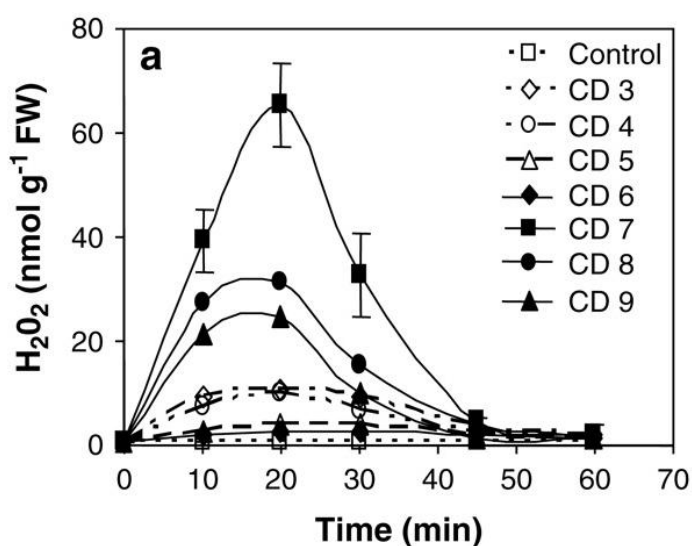 a
80
60
40
20
0
H₂0₂ (nmol g⁻¹ FW)
Control
CD 3
CD 4
CD 5
CD 6
CD 7
CD 8
CD 9
0 10 20 30 40 50 60 70
Time (min)